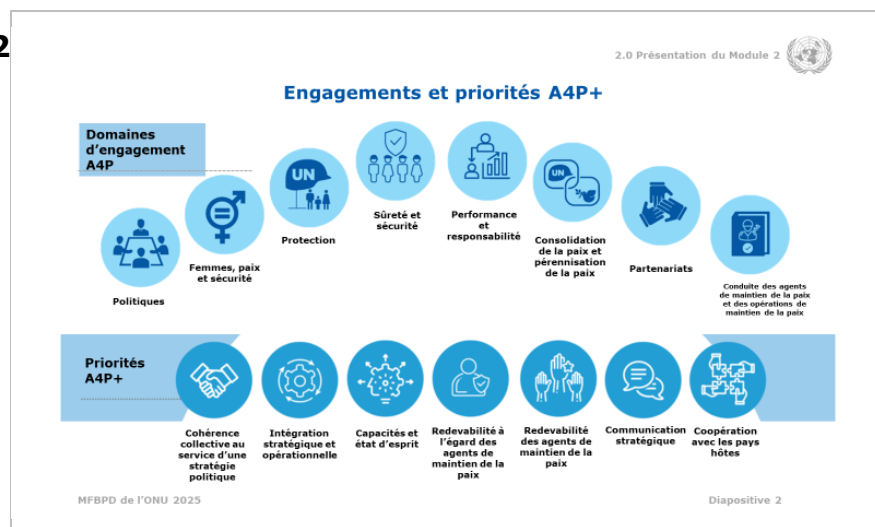 2
2.0 Présentation du Module 2
Engagements et priorités A4P+
Domaines
d’engagement
A4P
Politiques
Femmes, paix
et sécurité
UN
Protection
Sûreté et
sécurité
Performance
et
responsabilité
UN
Consolidation
de la paix et
pérennisation
de la paix
Partenariats
Conduite des agents
de maintien de la paix
et des opérations de
maintien de la paix
Priorités
A4P+
Cohérence
collective au
service d’une
stratégie
politique
Intégration
stratégique et
opérationnelle
Capacités et
état d’esprit
Redevabilité à
l’égard des
agents de
maintien de la
paix
Redevabilité
des agents de
maintien de la
paix
Communication
stratégique
Coopération
avec les pays
hôtes
MFBPD de l’ONU 2025
Diapositive 2